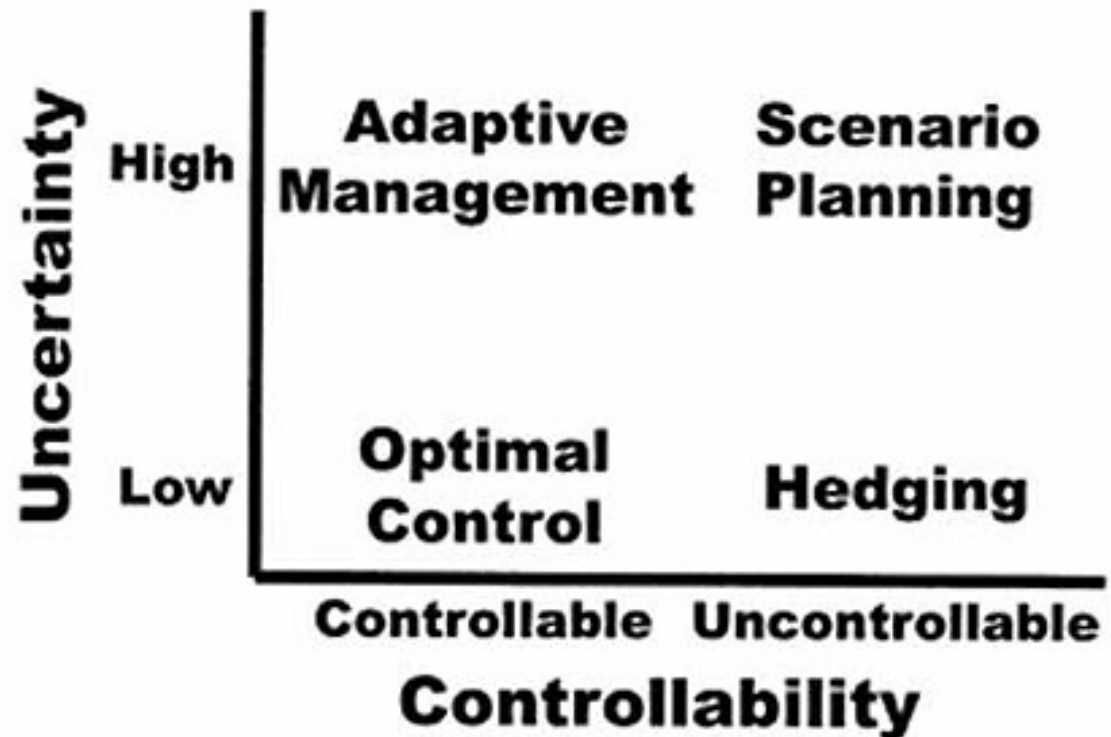 Uncertainty
High
Adaptive
Management
Scenario
Planning
Low
Optimal
Control
Hedging
Controllable
Uncontrollable
Controllability